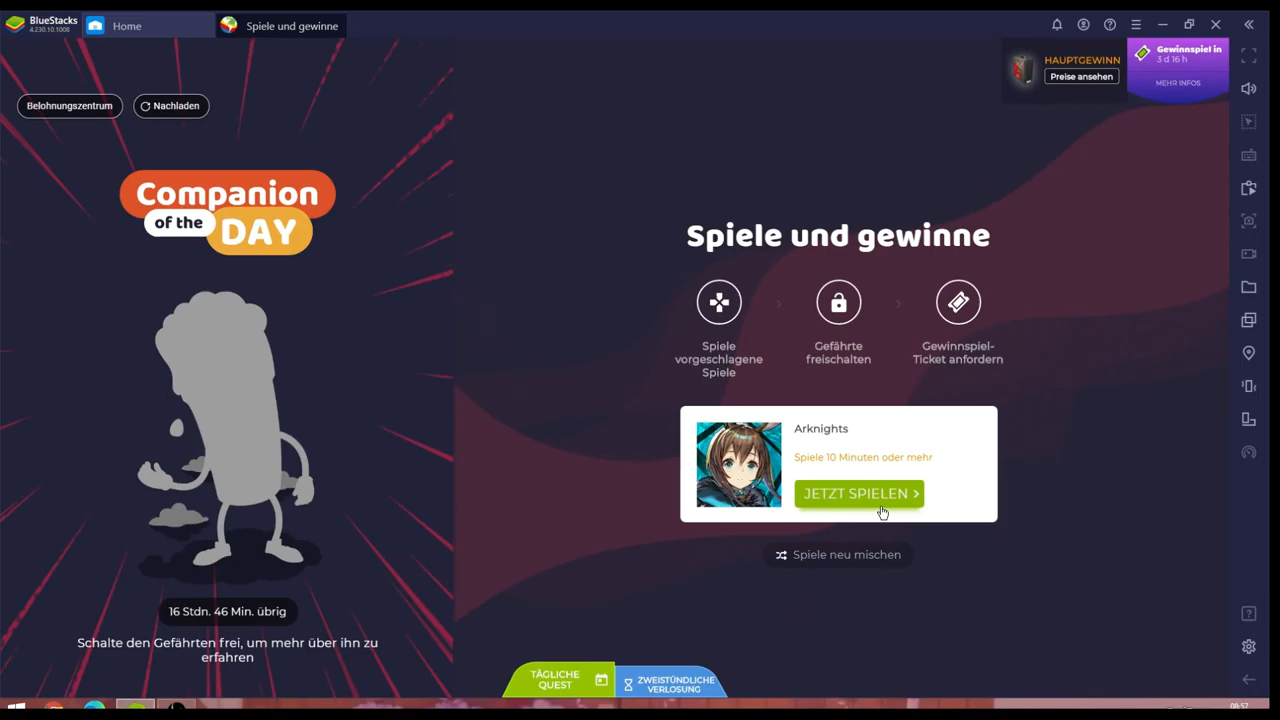 BlueStacks
4.230.10.1008
Home
Spiele und gewinne
HAUPTGEWINN
Preise ansehen
Gewinnspiel in
3 d 16 h
MEHR INFOS
Belohnungszentrum
Nachladen
Companion
of the
DAY
16 Stdn. 46 Min. übrig
Schalte den Gefährten frei, um mehr über ihn zu
erfahren
Spiele und gewinne
Spiele
vorgeschlagene
Spiele
Gefährte
freischalten
Gewinnspiel-
Ticket anfordern
Arknights
Spiele 10 Minuten oder mehr
JETZT SPIELEN
Spiele neu mischen
TÄGLICHE
QUEST
ZWEISTÜNDLICHE
VERLOSUNG
08:57